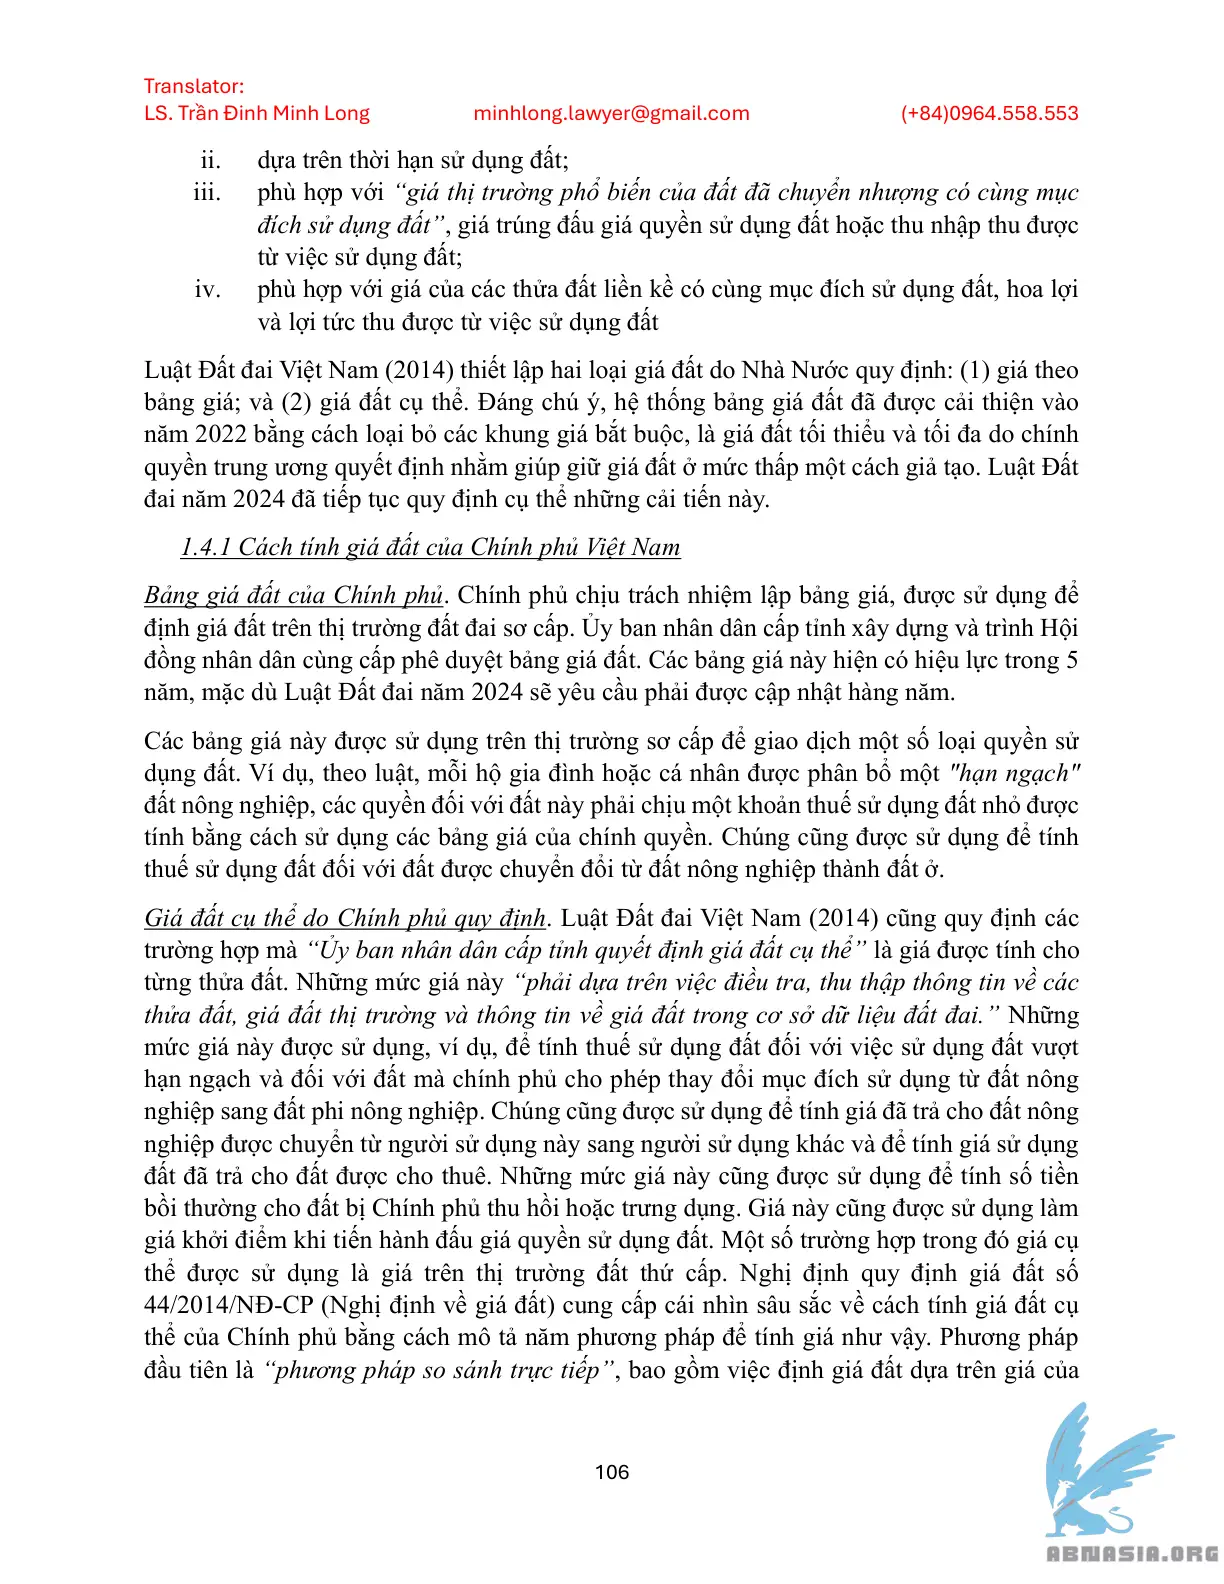 Translator:
LS. Trần Đinh Minh Long minhlong.lawyer@gmail.com (+84)0964.558.553
ii. dựa trên thời hạn sử dụng đất;
iii. phù hợp với “giá thị trường phổ biến của đất đã chuyển nhượng có cùng mục
đích sử dụng đất”, giá trúng đấu giá quyền sử dụng đất hoặc thu nhập thu được
từ việc sử dụng đất;
iv. phù hợp với giá của các thửa đất liền kề có cùng mục đích sử dụng đất, hoa lợi
và lợi tức thu được từ việc sử dụng đất
Luật Đất đai Việt Nam (2014) thiết lập hai loại giá đất do Nhà Nước quy định: (1) giá theo
bảng giá; và (2) giá đất cụ thể. Đáng chú ý, hệ thống bảng giá đất đã được cải thiện vào
năm 2022 bằng cách loại bỏ các khung giá bắt buộc, là giá đất tối thiểu và tối đa do chính
quyền trung ương quyết định nhằm giúp giữ giá đất ở mức thấp một cách giả tạo. Luật Đất
đai năm 2024 đã tiếp tục quy định cụ thể những cải tiến này.
1.4.1 Cách tính giá đất của Chính phủ Việt Nam
Bảng giá đất của Chính phủ. Chính phủ chịu trách nhiệm lập bảng giá, được sử dụng để
định giá đất trên thị trường đất đai sơ cấp. Ủy ban nhân dân cấp tỉnh xây dựng và trình Hội
đồng nhân dân cùng cấp phê duyệt bảng giá đất. Các bảng giá này hiện có hiệu lực trong 5
năm, mặc dù Luật Đất đai năm 2024 sẽ yêu cầu phải được cập nhật hàng năm.
Các bảng giá này được sử dụng trên thị trường sơ cấp để giao dịch một số loại quyền sử
dụng đất. Ví dụ, theo luật, mỗi hộ gia đình hoặc cá nhân được phân bổ một "hạn ngạch"
đất nông nghiệp, các quyền đối với đất này phải chịu một khoản thuế sử dụng đất nhỏ được
tính bằng cách sử dụng các bảng giá của chính quyền. Chúng cũng được sử dụng để tính
thuế sử dụng đất đối với đất được chuyển đổi từ đất nông nghiệp thành đất ở.
Giá đất cụ thể do Chính phủ quy định. Luật Đất đai Việt Nam (2014) cũng quy định các
trường hợp mà “Ủy ban nhân dân cấp tỉnh quyết định giá đất cụ thể” là giá được tính cho
từng thửa đất. Những mức giá này “phải dựa trên việc điều tra, thu thập thông tin về các
thửa đất, giá đất thị trường và thông tin về giá đất trong cơ sở dữ liệu đất đai.” Những
mức giá này được sử dụng, ví dụ, để tính thuế sử dụng đất đối với việc sử dụng đất vượt
hạn ngạch và đối với đất mà chính phủ cho phép thay đổi mục đích sử dụng từ đất nông
nghiệp sang đất phi nông nghiệp. Chúng cũng được sử dụng để tính giá đã trả cho đất nông
nghiệp được chuyển từ người sử dụng này sang người sử dụng khác và để tính giá sử dụng
đất đã trả cho đất được cho thuê. Những mức giá này cũng được sử dụng để tính số tiền
bồi thường cho đất bị Chính phủ thu hồi hoặc trưng dụng. Giá này cũng được sử dụng làm
giá khởi điểm khi tiến hành đấu giá quyền sử dụng đất. Một số trường hợp trong đó giá cụ
thể được sử dụng là giá trên thị trường đất thứ cấp. Nghị định quy định giá đất số
44/2014/NĐ-CP (Nghị định về giá đất) cung cấp cái nhìn sâu sắc về cách tính giá đất cụ
thể của Chính phủ bằng cách mô tả năm phương pháp để tính giá như vậy. Phương pháp
đầu tiên là “phương pháp so sánh trực tiếp”, bao gồm việc định giá đất dựa trên giá của
106
ABNASIA.ORG